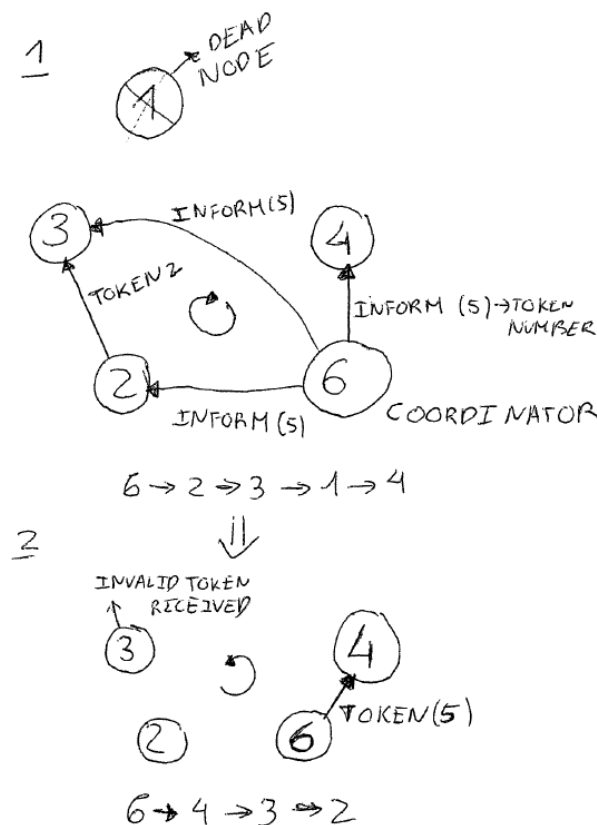 1
DEAD
NODE
1
3
INFORM(5)
4
TOKEN 2
INFORM (5)→TOKEN
NUMBER
2
6
INFORM(5)
COORDINATOR
6→2→3→1→4
2
INVALID TOKEN
RECEIVED
3
4
TOKEN(5)
2
6
6→4→3→2